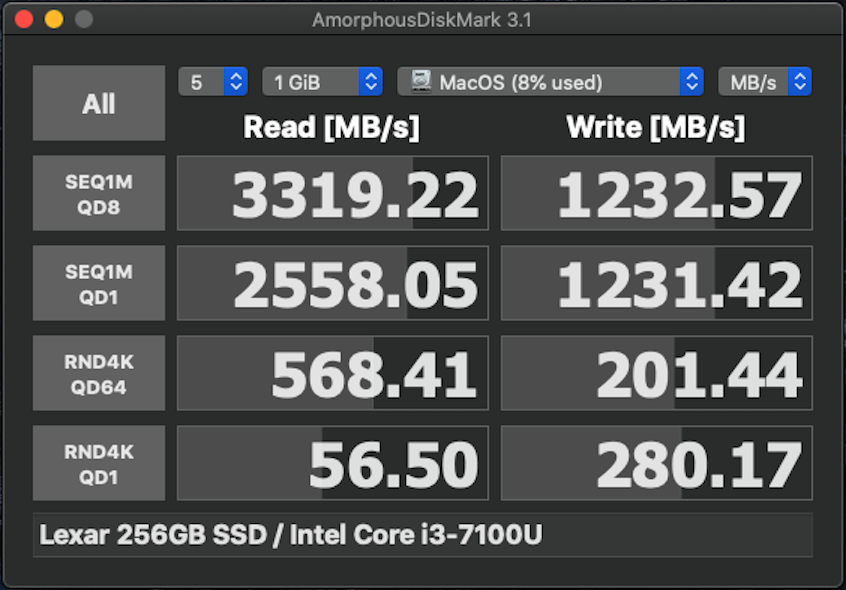 AmorphousDiskMark 3.1
All
5
1 GiB
MacOS (8% used)
MB/s
Read [MB/s]
Write [MB/s]
SEQ1M
QD8
3319.22
1232.57
SEQ1M
QD1
2558.05
1231.42
RND4K
QD64
568.41
201.44
RND4K
QD1
56.50
280.17
Lexar 256GB SSD / Intel Core i3-7100U